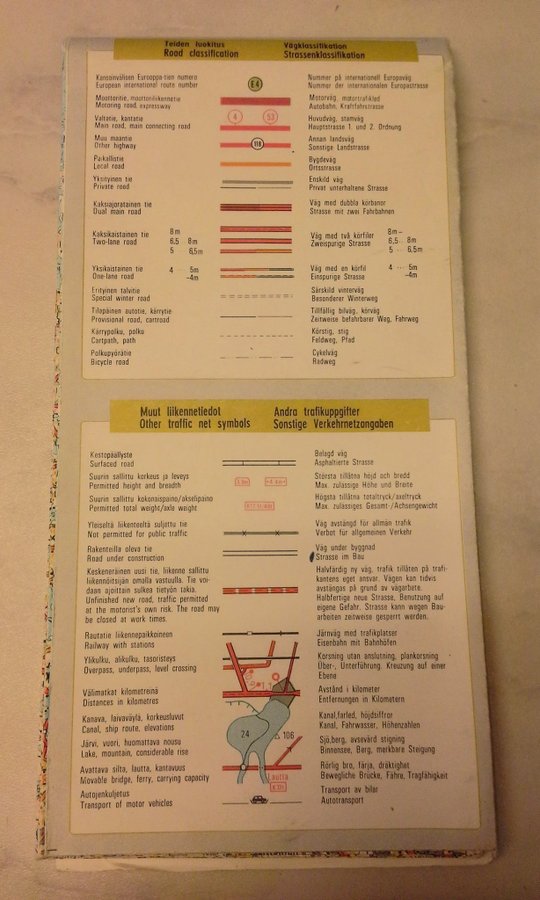 Teiden luokitus
Road classification
Vägklassifikation
Strassenklassifikation
Kansainvälisen Eurooppa-tien numero
European international route number
E4
Nummer på internationell Europaväg
Nummer der internationalen Europastrasse
Moottoritie, moottoriliikennetie
Motoring road, expressway
Motorväg, motortrafikled
Autobahn, Kraftfahrstrasse
Valtatie, kantatie
Main road, main connecting road
4
53
Huvudväg, stamväg
Hauptstrasse 1. und 2. Ordnung
Muu maantie
Other highway
118
Annan landsväg
Sonstige Landstrasse
Paikallistie
Local road
Bygdeväg
Ortsstrasse
Yksityinen tie
Private road
Enskild väg
Privat unterhaltene Strasse
Kaksiajoratainen tie
Dual main road
Väg med dubbla körbanor
Strasse mit zwei Fahrbahnen
Kaksikaistainen tie
Two-lane road
8m
6,5 8m
5 6,5m
Väg med två körfiler
Zweispurige Strasse
8m–
6,5 8m
5 6,5m
Yksikaistainen tie
One-lane road
4 5m
–4m
Väg med en körfil
Einspurige Strasse
4 5m
–4m
Erityinen talvitie
Special winter road
Särskild vinterväg
Besonderer Winterweg
Tilapäinen autotie, kärrytie
Provisional road, cartroad
Tillfällig bilväg, körväg
Zeitweise befahrbarer Weg, Fahrweg
Kärrypolku, polku
Cartpath, path
Körstig, stig
Feldweg, Pfad
Polkupyörätie
Bicycle road
Cykelväg
Radweg
Muut liikennetiedot
Other traffic net symbols
Andra trafikuppgifter
Sonstige Verkehrnetzangaben
Kestopäällyste
Surfaced road
Belagd väg
Asphaltierte Strasse
Suurin sallittu korkeus ja leveys
Permitted height and breadth
Största tillåtna höjd och bredd
Max. zulässige Höhe und Breite
Suurin sallittu kokonaispaino/akselipaino
Permitted total weight/axle weight
Högsta tillåtna totaltryck/axeltryck
Max. zulässiges Gesamt-/Achsengewicht
Yleiseltä liikenteeltä suljettu tie
Not permitted for public traffic
Väg avstängd för allmän trafik
Verbot für allgemeinen Verkehr
Rakenteilla oleva tie
Road under construction
Väg under byggnad
Strasse im Bau
Keskeneräinen uusi tie, liikenne sallittu
liikennöitsijän omalla vastuulla. Tie voi-
daan ajoittain sulkea tietyön takia.
Unfinished new road, traffic permitted
at the motorist's own risk. The road may
be closed at work times.
Halvfärdig ny väg, trafik tillåten på trafi-
kantens eget ansvar. Vägen kan tidvis
avstängas på grund av vägarbete.
Halbfertige neue Strasse, Benutzung auf
eigene Gefahr. Strasse kann wegen Bau-
arbeiten zeitweise gesperrt werden.
Rautatie liikennepaikkoineen
Railway with stations
Järnväg med trafikplatser
Eisenbahn mit Bahnhöfen
Ylikulku, alikulku, tasoristeys
Overpass, underpass, level crossing
Korsning utan anslutning, plankorsning
Über-, Unterführung. Kreuzung auf einer
Ebene
Välimatkat kilometreinä
Distances in kilometres
Avstånd i kilometer
Entfernungen in Kilometern
Kanava, laivaväylä, korkeusluvut
Canal, ship route, elevations
Kanal, farled, höjdsiffror
Kanal, Fahrwasser, Höhenzahlen
24
106
Järvi, vuori, huomattava nousu
Lake, mountain, considerable rise
Sjö, berg, avsevärd stigning
Binnensee, Berg, merkbare Steigung
Avattava silta, lautta, kantavuus
Movable bridge, ferry, carrying capacity
Lautta
Rörlig bro, färja, dräktighet
Bewegliche Brücke, Fähre, Tragfähigkeit
Autojenkuljetus
Transport of motor vehicles
Transport av bilar
Autotransport